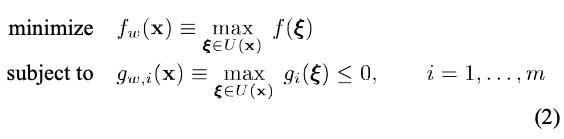 minimize f_w(𝐱) ≡ max_{𝛏∈U(𝐱)} f(𝛏)
subject to g_{w,i}(𝐱) ≡ max_{𝛏∈U(𝐱)} g_i(𝛏) ≤ 0, i = 1, . . . , m
(2)